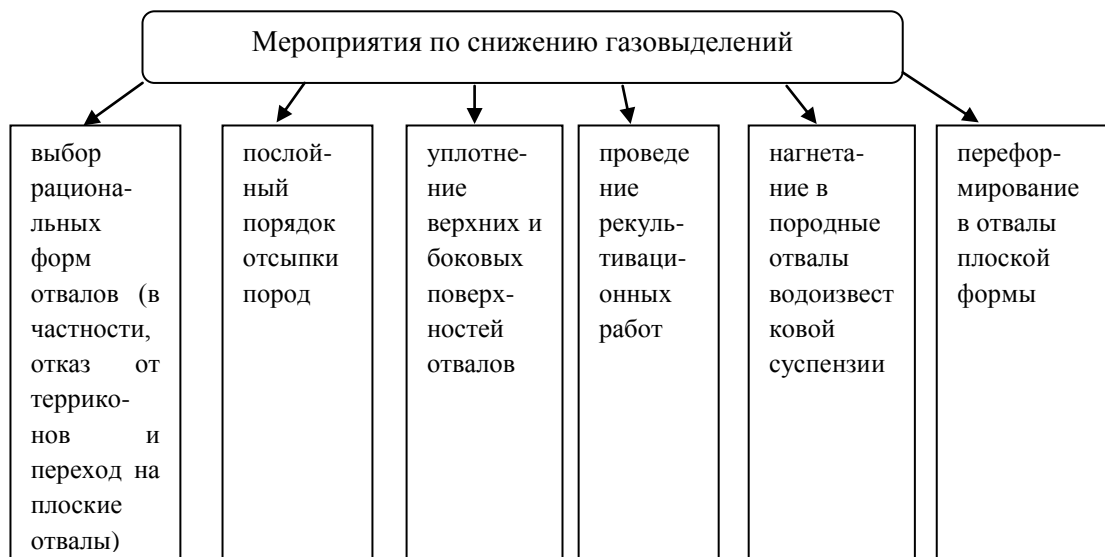 Мероприятия по снижению газовыделений
выбор
рациона-
льных
форм
отвалов (в
частности,
отказ от
террико-
нов и
переход на
плоские
отвалы)
послой-
ный
порядок
отсыпки
пород
уплотне-
ние
верхних и
боковых
поверх-
ностей
отвалов
проведе
ние
рекуль-
тиваци-
онных
работ
нагнета-
ние в
породные
отвалы
водоизвест
ковой
суспензии
перефор-
мирование
в отвалы
плоской
формы